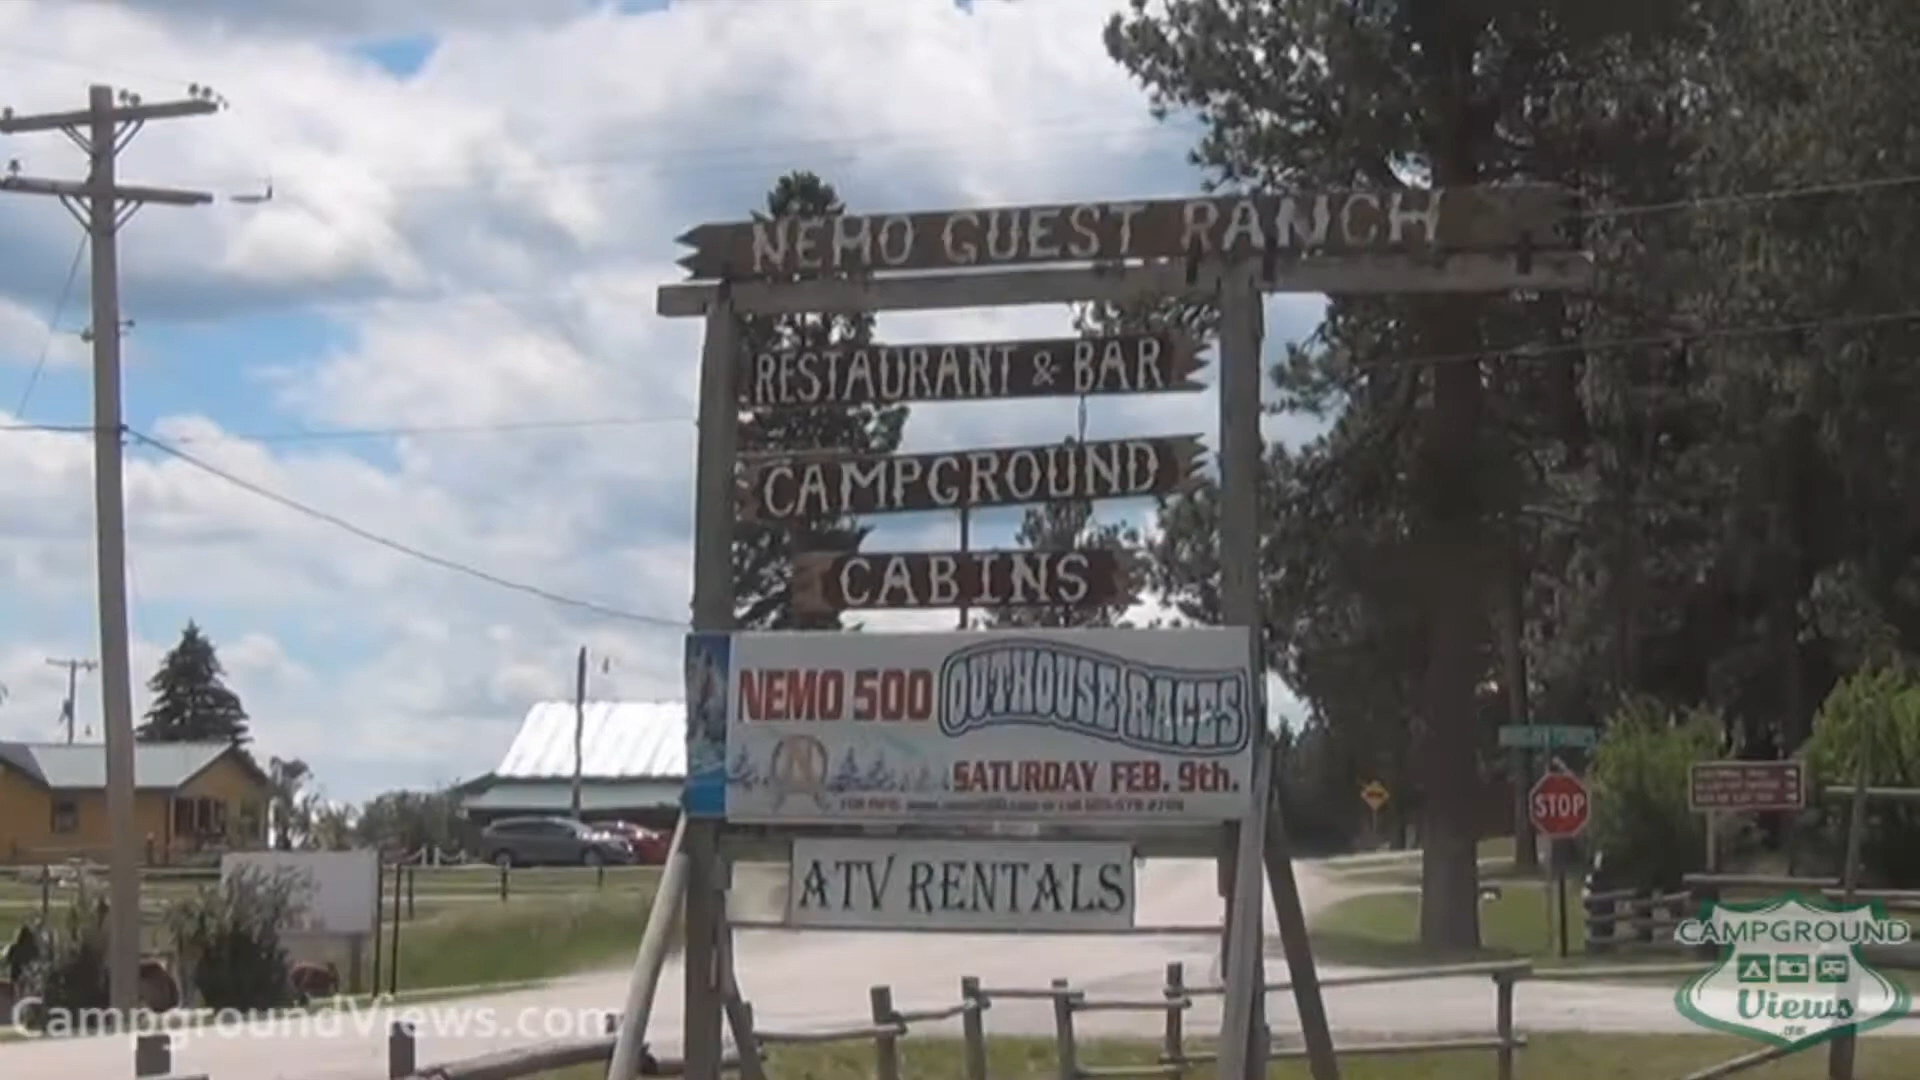 NEMO GUEST RANCH
RESTAURANT & BAR
CAMPGROUND
CABINS
NEMO 500 OUTHOUSE RACES
SATURDAY FEB. 9th.
ATV RENTALS
STOP
CampgroundViews.com
CAMPGROUND
Views